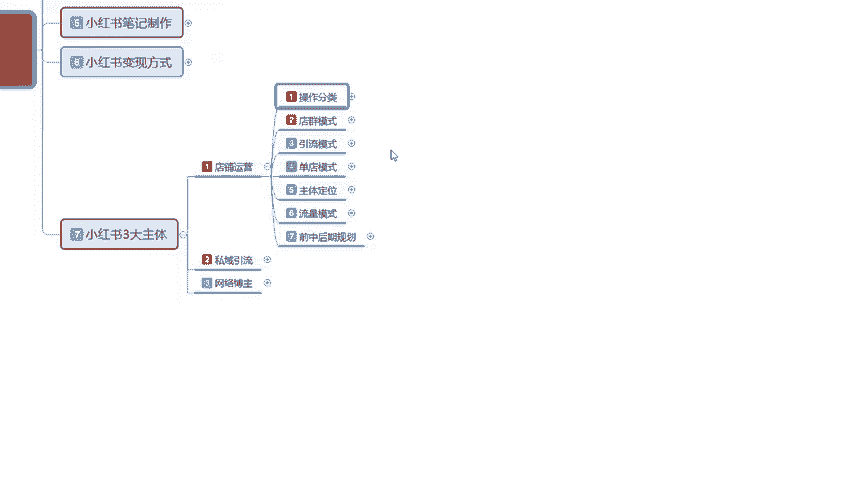 5 小红书笔记制作
6 小红书变现方式
1 操作分类
2 店群模式
3 引流模式
1 店铺运营
4 单店模式
5 主体定位
6 流量模式
7 小红书3大主体
7 前中后期规划
2 私域引流
3 网络博主